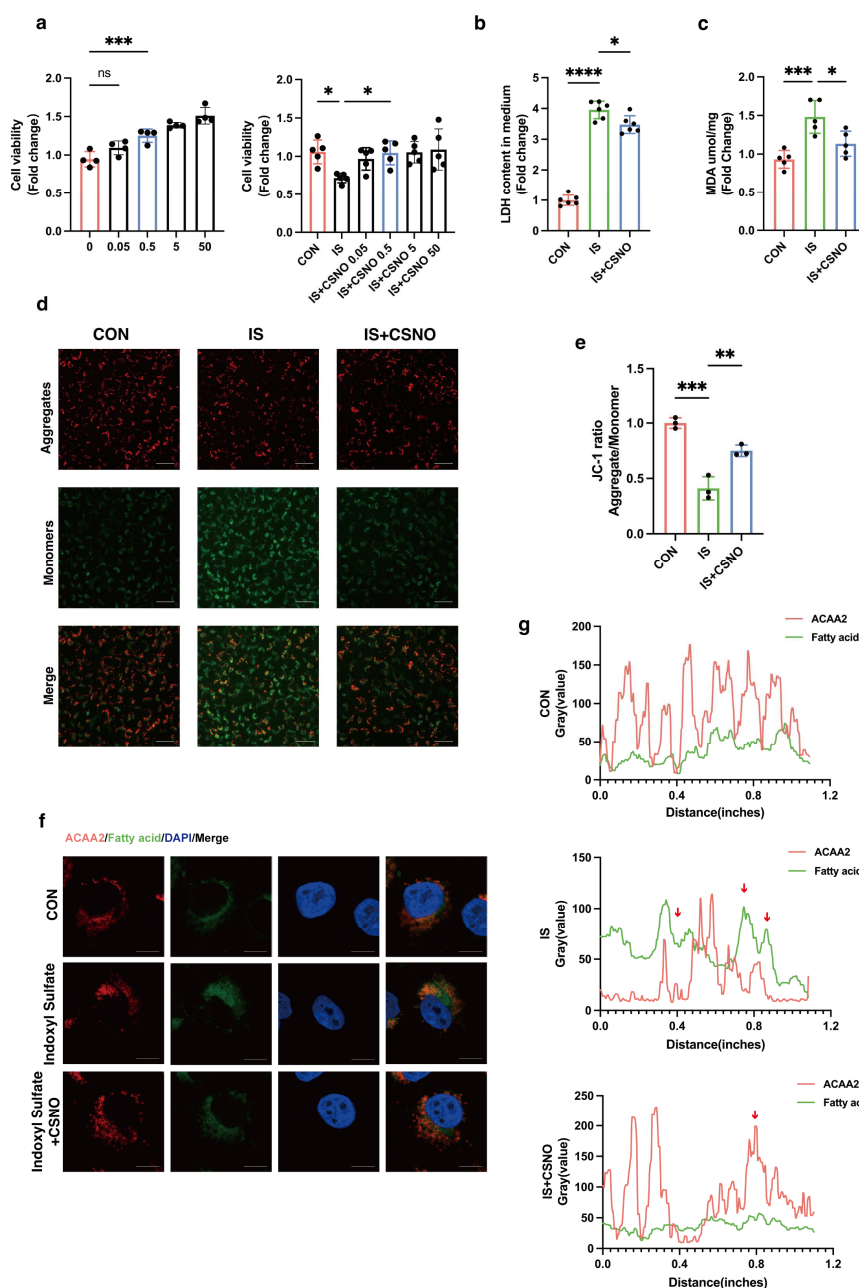 a
***
ns
Cell viability
(Fold change)
2.0
1.5
1.0
0.5
0.0
0
0.05
0.5
5
50
*
*
Cell viability
(Fold change)
2.0
1.5
1.0
0.5
0.0
CON
IS
IS+CSNO 0.05
IS+CSNO 0.5
IS+CSNO 5
IS+CSNO 50
b
*
****
LDH content in medium
(Fold change)
5
4
3
2
1
0
CON
IS
IS+CSNO
c
***
*
MDA umol/mg
(Fold Change)
2.0
1.5
1.0
0.5
0.0
CON
IS
IS+CSNO
d
CON
IS
IS+CSNO
Aggregates
Monomers
Merge
e
**
***
JC-1 ratio
Aggregate/Monomer
1.5
1.0
0.5
0.0
CON
IS
IS+CSNO
f
ACAA2/Fatty acid/DAPI/Merge
CON
Indoxyl Sulfate
Indoxyl Sulfate
+CSNO
g
ACAA2
Fatty acid
CON
Gray(value)
200
150
100
50
0
0.0
0.4
0.8
1.2
Distance(inches)
ACAA2
Fatty acid
IS
Gray(value)
150
100
50
0
0.0
0.4
0.8
1.2
Distance(inches)
ACAA2
Fatty ac
IS+CSNO
Gray(value)
250
200
150
100
50
0
0.0
0.4
0.8
1.2
Distance(inches)